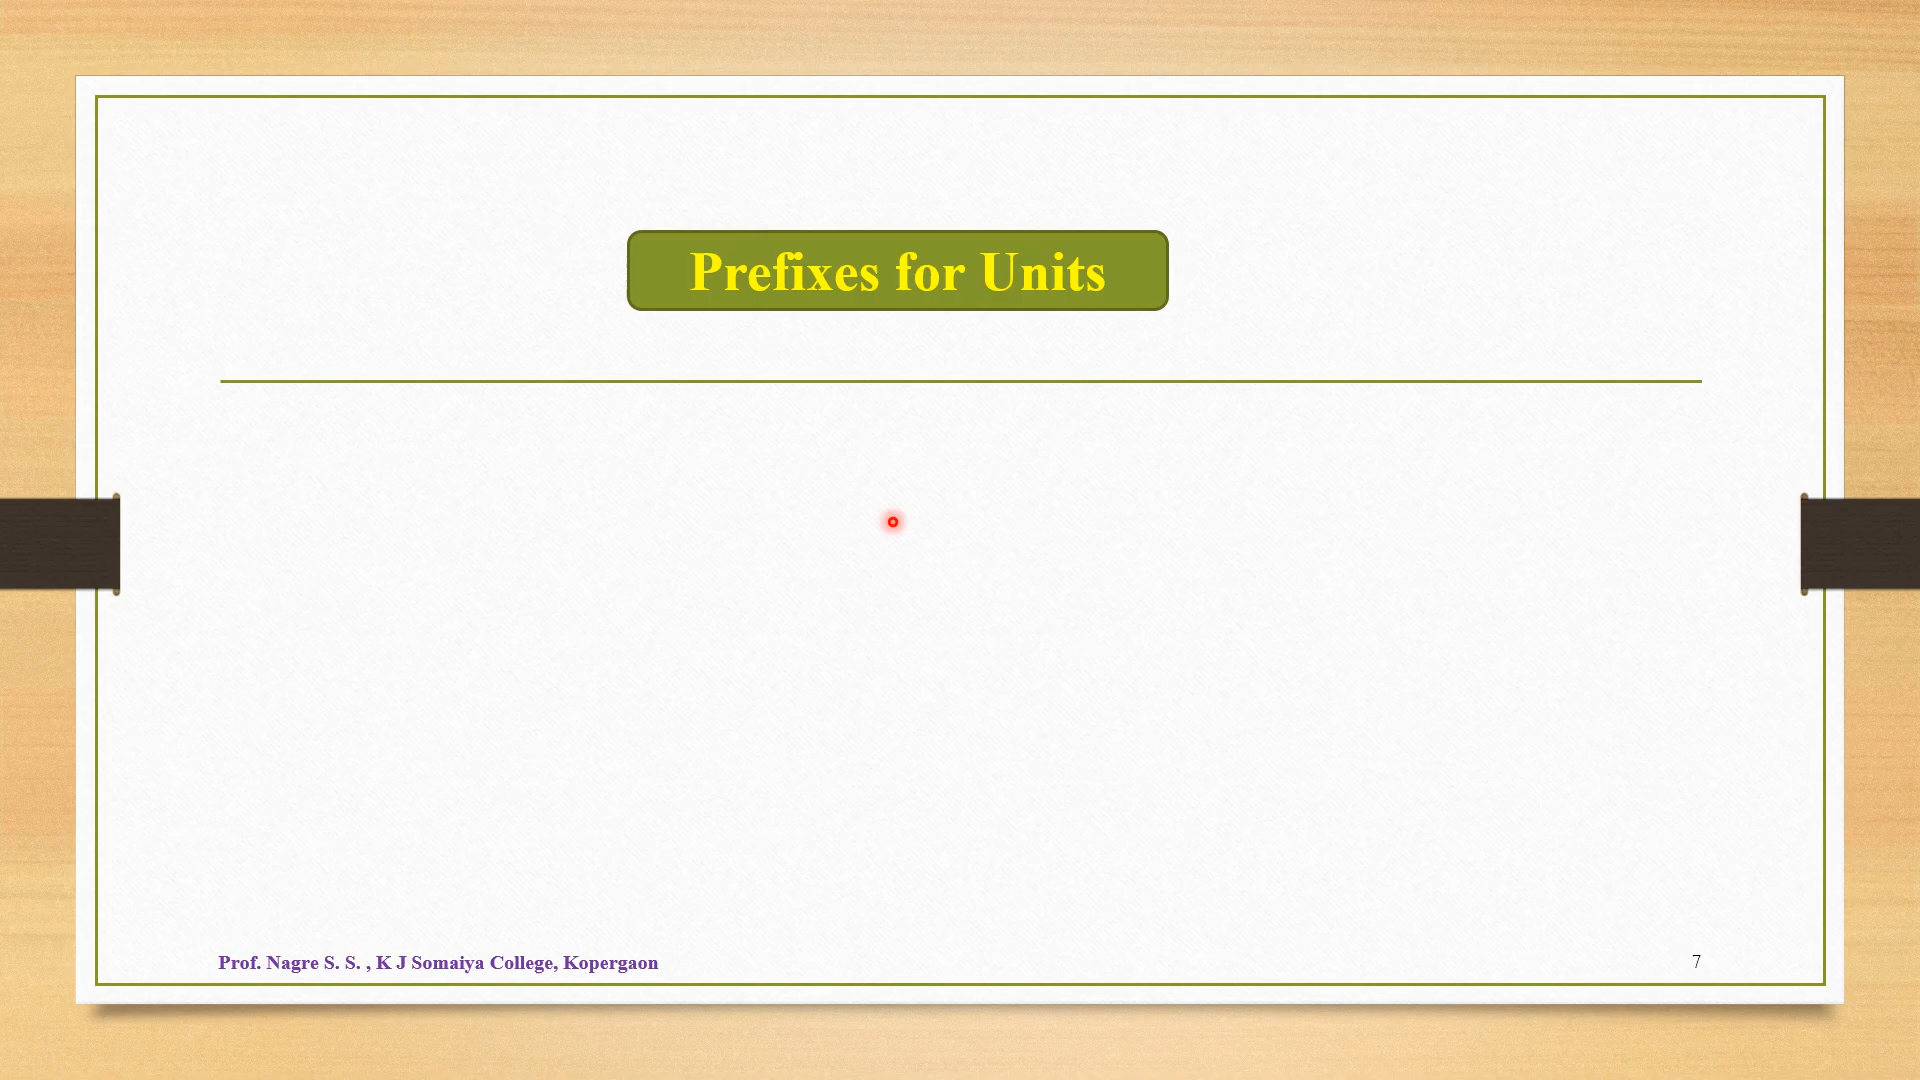 Prefixes for Units
Prof. Nagre S. S. , K J Somaiya College, Kopergaon
7